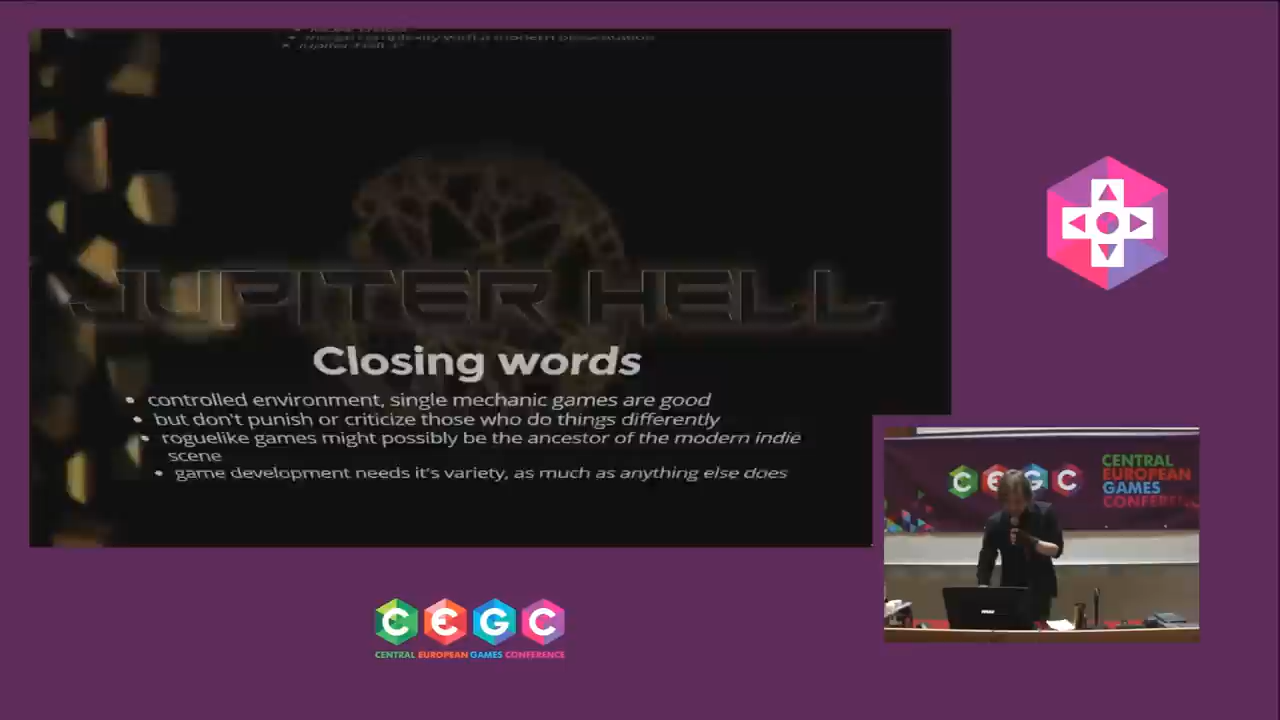 JUPITER HELL
Closing words
controlled environment, single mechanic games are good
but don't punish or criticize those who do things differently
roguelike games might possibly be the ancestor of the modern indie
scene
game development needs it's variety, as much as anything else does
CEGC
CENTRAL
EUROPEAN
GAMES
CONFERENCE
CEGC
CENTRAL EUROPEAN GAMES CONFERENCE